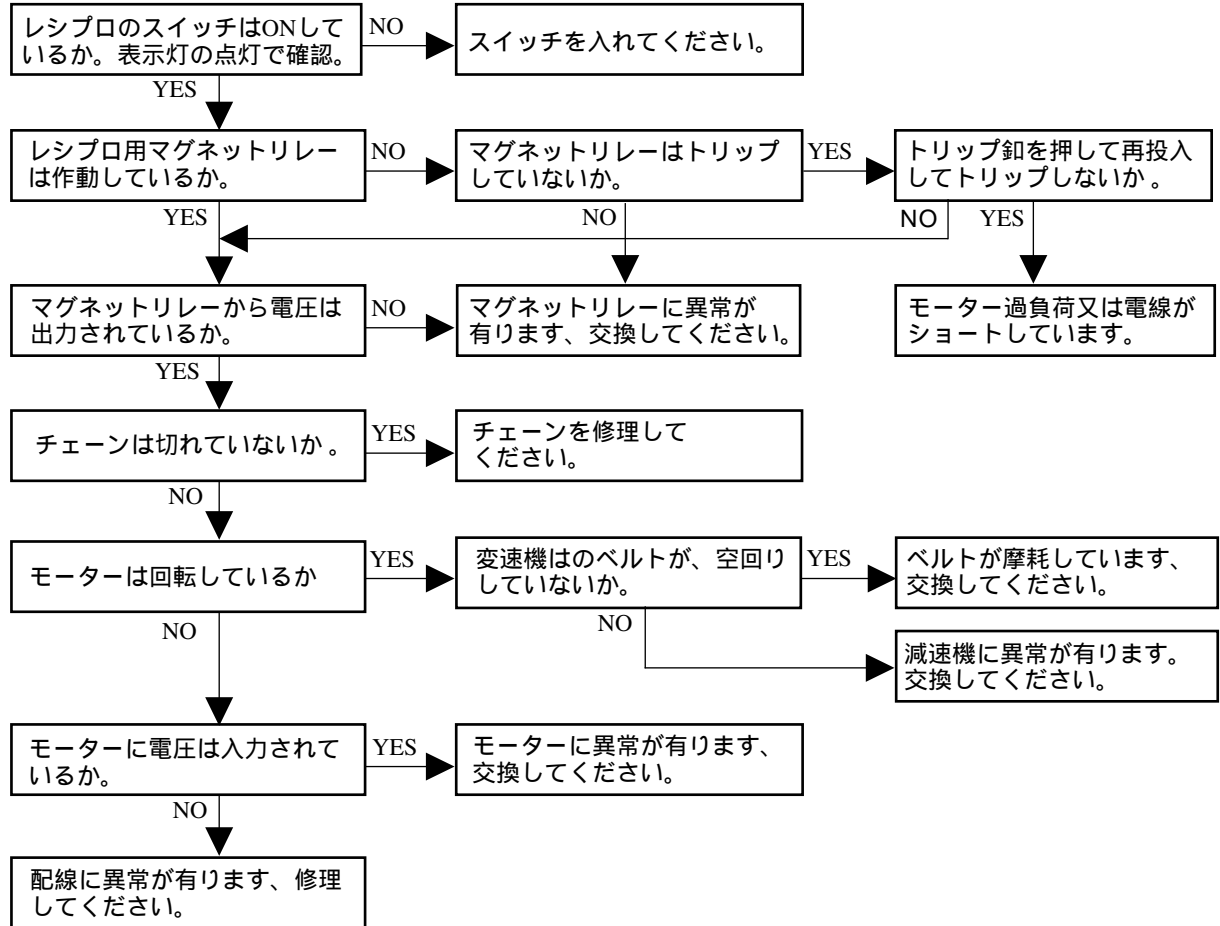 レシプロのスイッチはONして
いるか。表示灯の点灯で確認。
NO
スイッチを入れてください。
YES
レシプロ用マグネットリレー
は作動しているか。
NO
マグネットリレーはトリップ
していないか。
YES
トリップ釦を押して再投入
してトリップしないか。
YES
NO
NO
YES
マグネットリレーから電圧は
出力されているか。
NO
マグネットリレーに異常が
有ります、交換してください。
モーター過負荷又は電線が
ショートしています。
YES
チェーンは切れていないか。
YES
チェーンを修理して
ください。
NO
モーターは回転しているか
YES
変速機はのベルトが、空回り
していないか。
YES
ベルトが摩耗しています、
交換してください。
NO
NO
減速機に異常が有ります。
交換してください。
モーターに電圧は入力されて
いるか。
YES
モーターに異常が有ります、
交換してください。
NO
配線に異常が有ります、修理
してください。